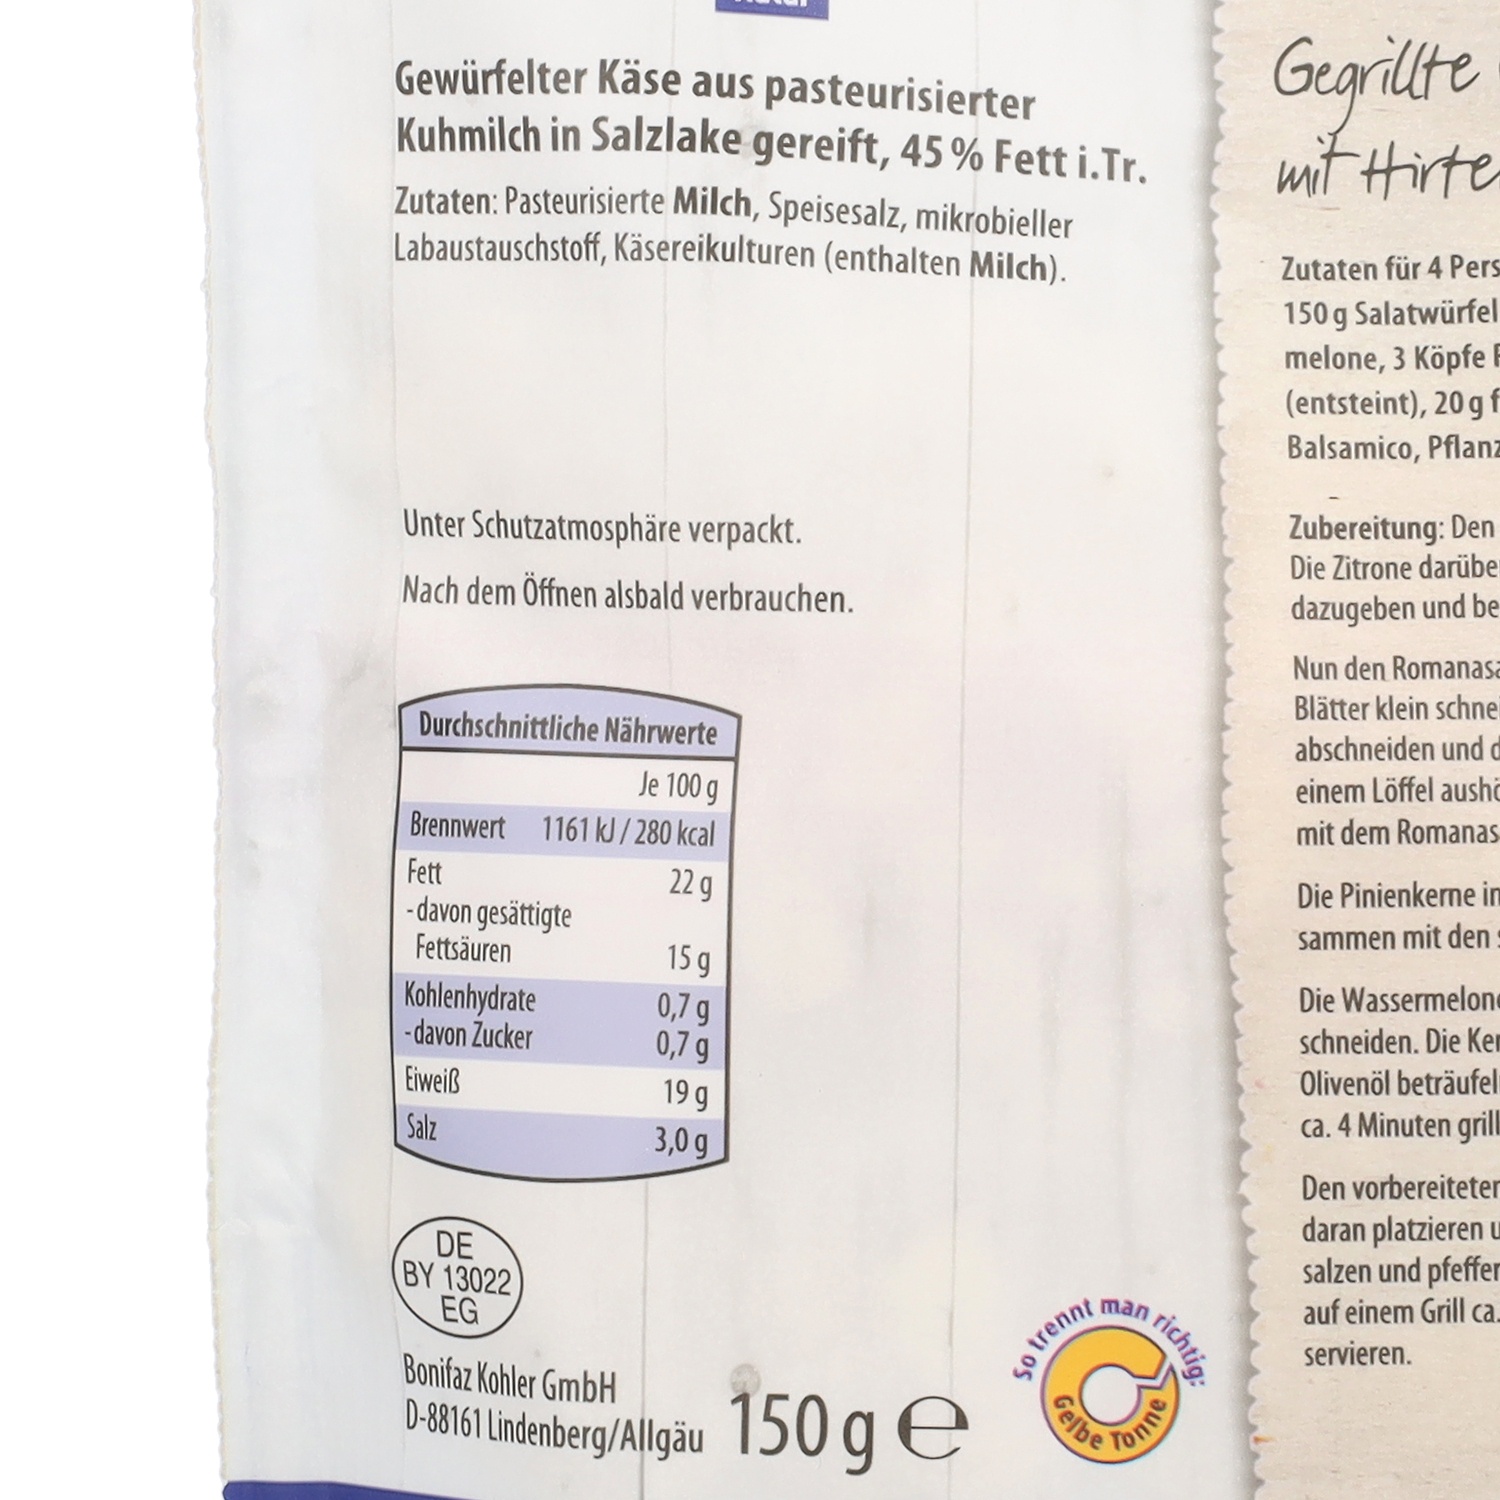 Gewürfelter Käse aus pasteurisierter
Kuhmilch in Salzlake gereift, 45 % Fett i.Tr.
Zutaten: Pasteurisierte Milch, Speisesalz, mikrobieller
Labaustauschstoff, Käsereikulturen (enthalten Milch).
Unter Schutzatmosphäre verpackt.
Nach dem Öffnen alsbald verbrauchen.
Durchschnittliche Nährwerte
Je 100 g
Brennwert 1161 kJ / 280 kcal
Fett 22 g
- davon gesättigte
Fettsäuren 15 g
Kohlenhydrate 0,7 g
- davon Zucker 0,7 g
Eiweiß 19 g
Salz 3,0 g
DE
BY 13022
EG
Bonifaz Kohler GmbH
D-88161 Lindenberg/Allgäu
150 g e
So trennt man richtig:
Gelbe Tonne
Gegrillte
mit Hirte
Zutaten für 4 Pers
150 g Salatwürfel
melone, 3 Köpfe
(entsteint), 20 g f
Balsamico, Pflanz
Zubereitung: Den
Die Zitrone darübe
dazugeben und be
Nun den Romanasa
Blätter klein schnei
abschneiden und d
einem Löffel aushö
mit dem Romanas
Die Pinienkerne in
sammen mit den s
Die Wassermelone
schneiden. Die Ker
Olivenöl beträufel
ca. 4 Minuten grill
Den vorbereiteten
daran platzieren u
salzen und pfeffer
auf einem Grill ca.
servieren.